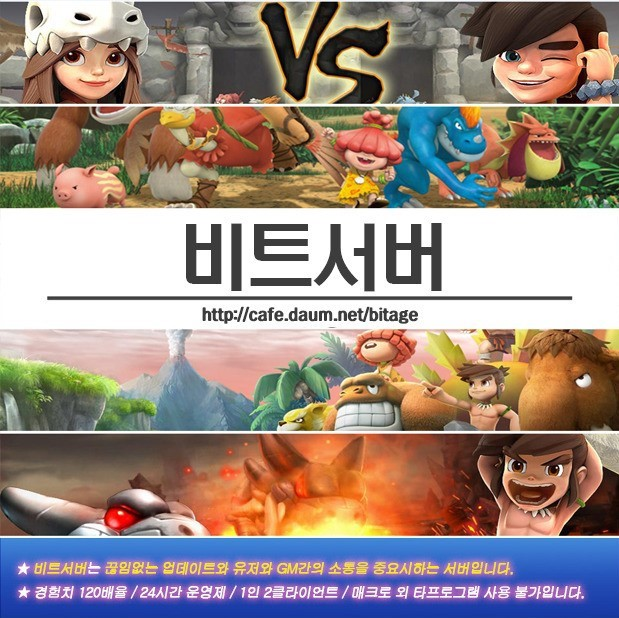 VS
비트서버
http://cafe.daum.net/bitage
★ 비트서버는 끊임없는 업데이트와 유저와 GM간의 소통을 중요시하는 서버입니다.
★ 경험치 120배율 / 24시간 운영제 / 1인 2클라이언트 / 매크로 외 타프로그램 사용 불가입니다.